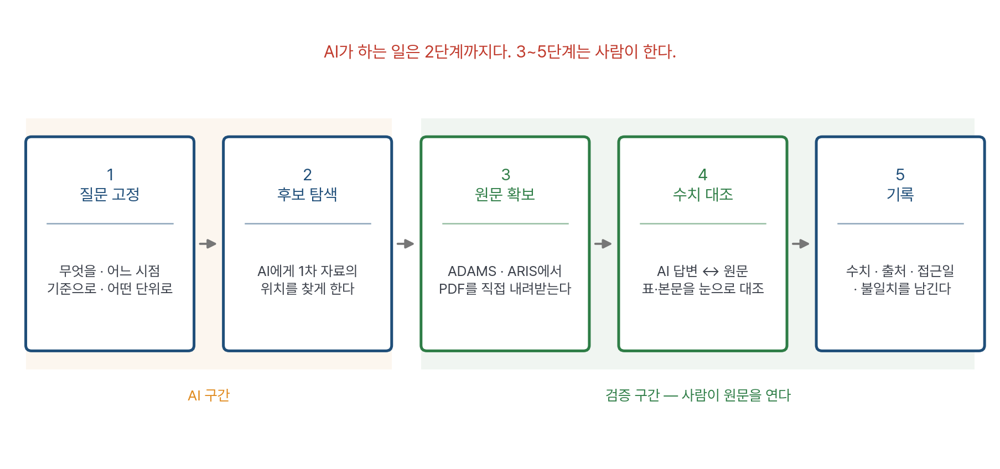 AI가 하는 일은 2단계까지다. 3~5단계는 사람이 한다.
1
질문 고정
무엇을 · 어느 시점
기준으로 · 어떤 단위로
2
후보 탐색
AI에게 1차 자료의
위치를 찾게 한다
3
원문 확보
ADAMS · ARIS에서
PDF를 직접 내려받는다
4
수치 대조
AI 답변 ↔ 원문
표·본문을 눈으로 대조
5
기록
수치 · 출처 · 접근일
· 불일치를 남긴다
AI 구간
검증 구간 — 사람이 원문을 연다